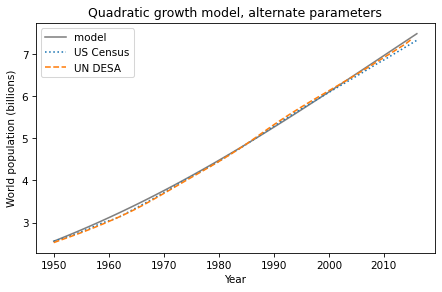 Quadratic growth model, alternate parameters
model
US Census
UN DESA
World population (billions)
7
6
5
4
3
1950 1960 1970 1980 1990 2000 2010
Year